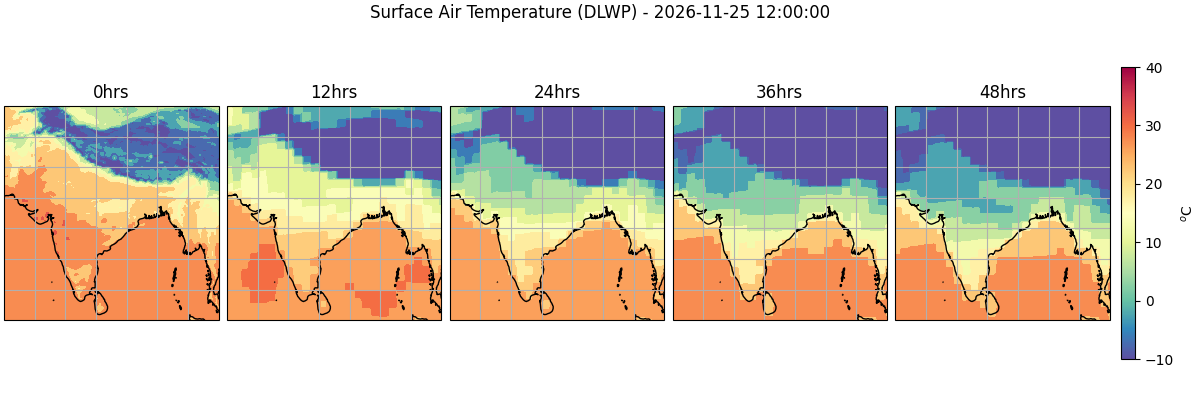 Surface Air Temperature (DLWP) - 2026-11-25 12:00:00
0hrs
12hrs
24hrs
36hrs
48hrs
40
30
20
10
0
−10
°C